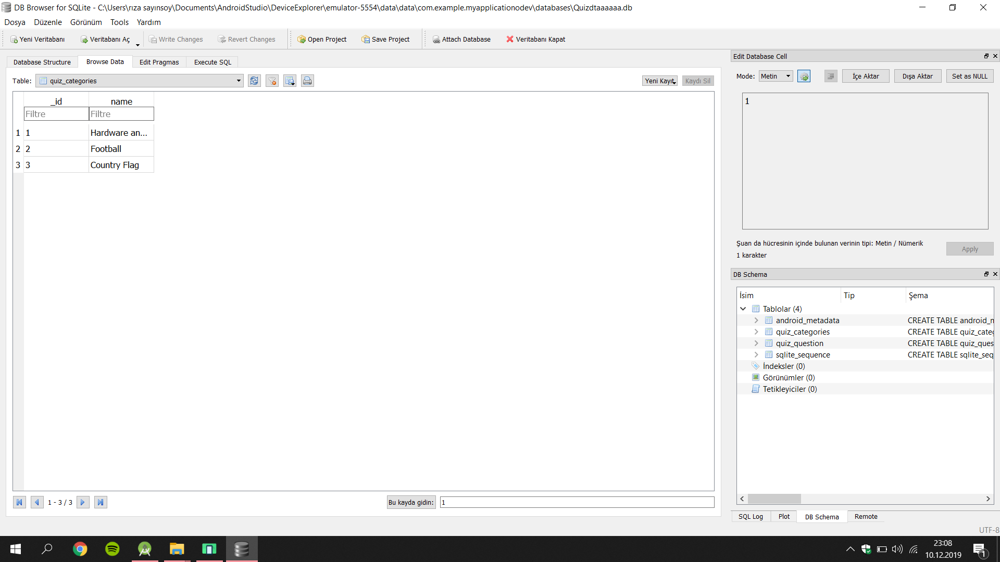 DB Browser for SQLite - C:\Users\rıza sayınsoy\Documents\AndroidStudio\DeviceExplorer\emulator-5554\data\data\com.example.myapplicationodev\databases\Quizdtaaaaaa.db
Dosya Düzenle Görünüm Tools Yardım
Yeni Veritabanı Veritabanı Aç Write Changes Revert Changes Open Project Save Project Attach Database Veritabanı Kapat
Database Structure Browse Data Edit Pragmas Execute SQL
Table: quiz_categories Yeni Kayıt Kaydı Sil
_id name
Filtre Filtre
1 1 Hardware an...
2 2 Football
3 3 Country Flag
1 - 3 / 3 Bu kayda gidin: 1
Edit Database Cell
Mode: Metin İçe Aktar Dışa Aktar Set as NULL
1
Şuan da hücresinin içinde bulunan verinin tipi: Metin / Nümerik
1 karakter
Apply
DB Schema
İsim Tip Şema
Tablolar (4)
android_metadata CREATE TABLE android_m
quiz_categories CREATE TABLE quiz_categ
quiz_question CREATE TABLE quiz_ques
sqlite_sequence CREATE TABLE sqlite_seq
İndeksler (0)
Görünümler (0)
Tetikleyiciler (0)
SQL Log Plot DB Schema Remote
UTF-8
23:08
10.12.2019
1